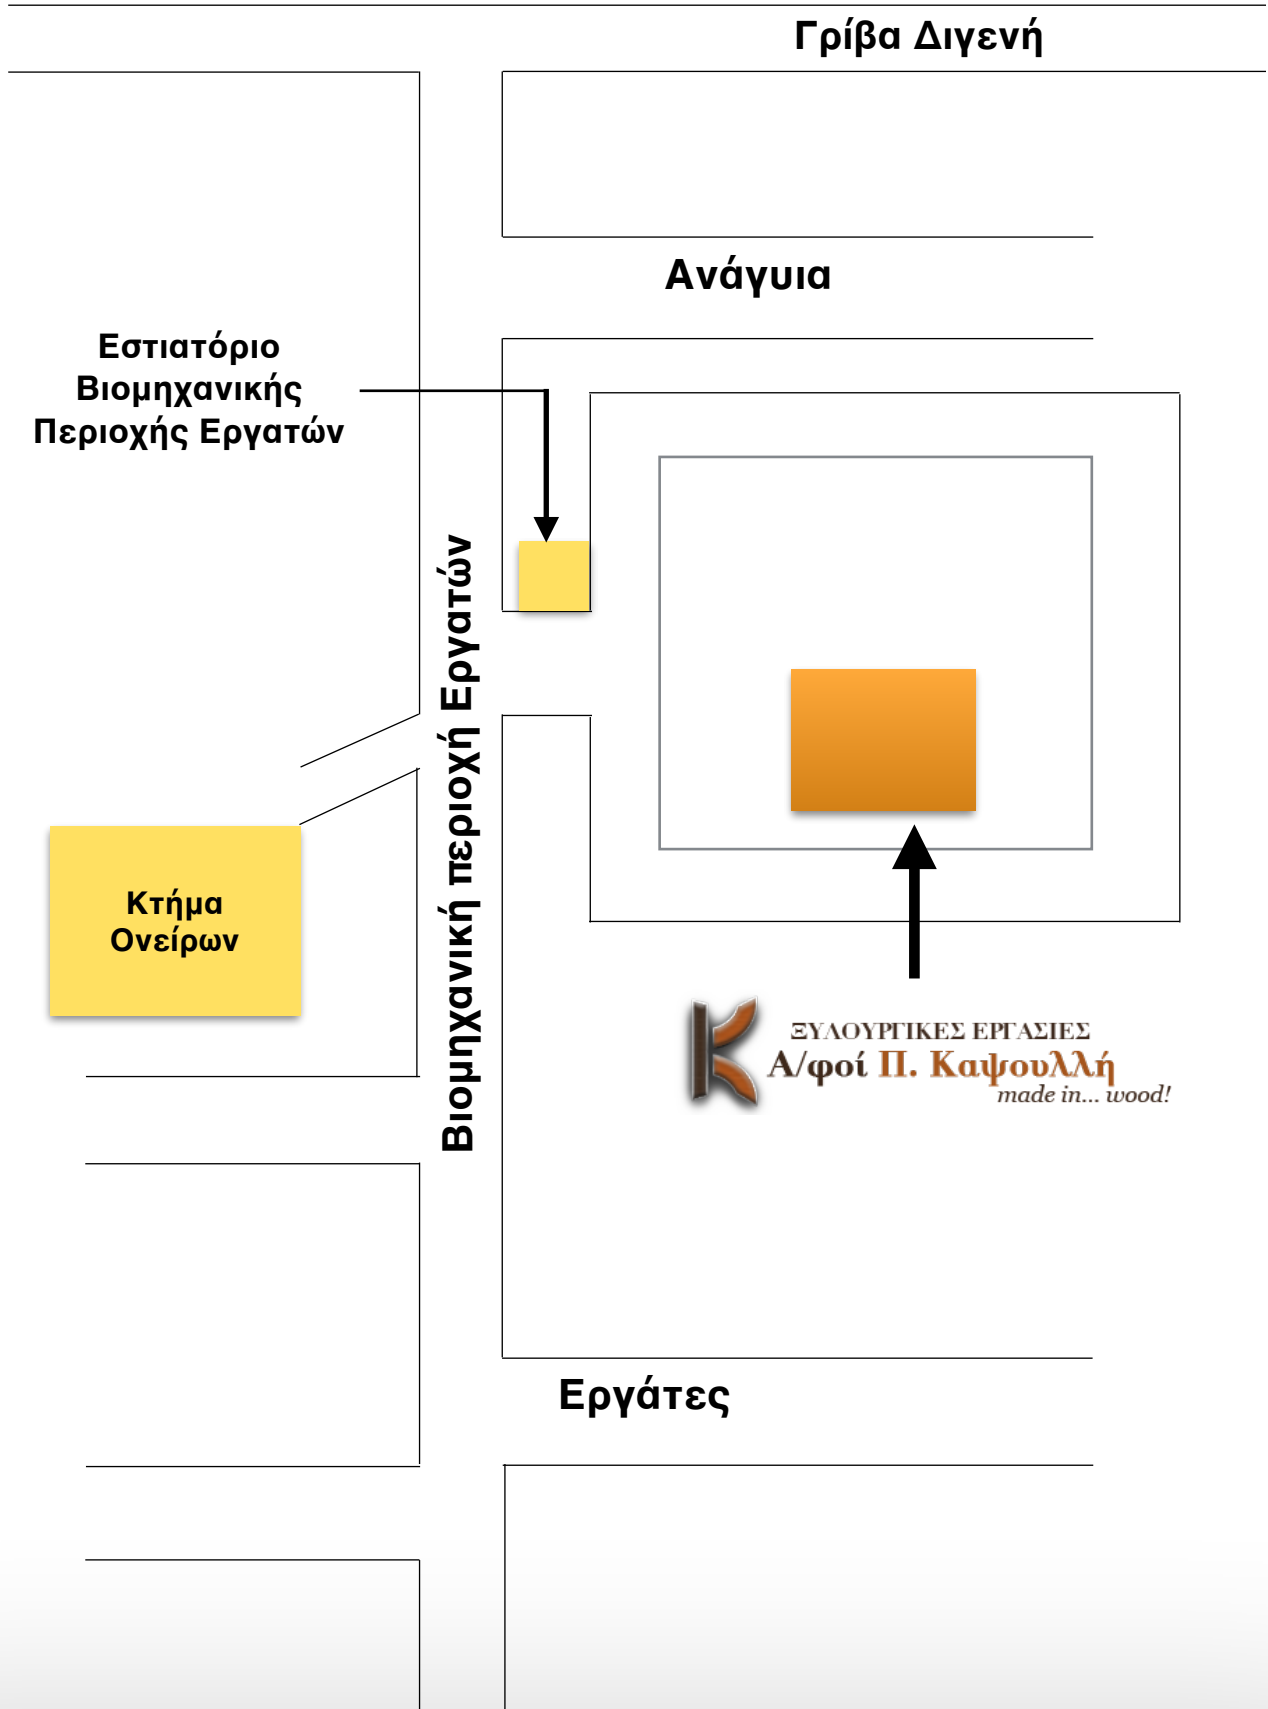 Γρίβα Διγενή
Ανάγυια
Εστιατόριο
Βιομηχανικής
Περιοχής Εργατών
Βιομηχανική περιοχή Εργατών
Κτήμα
Ονείρων
ΞΥΛΟΥΡΓΙΚΕΣ ΕΡΓΑΣΙΕΣ
Α/φοί Π. Καψουλλή
made in... wood!
Εργάτες